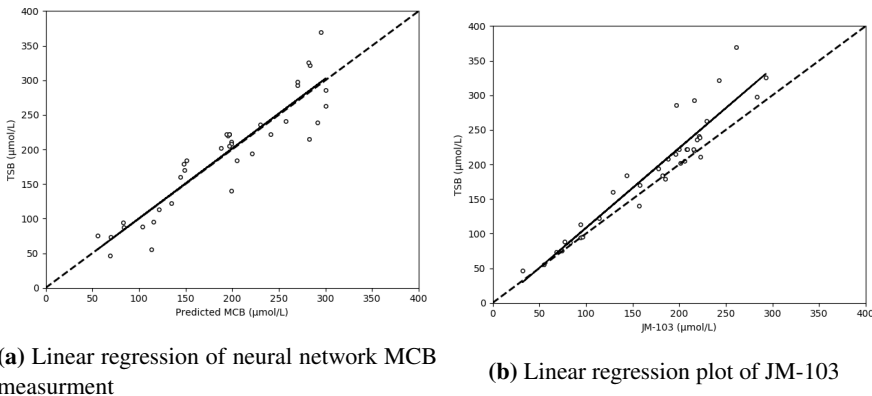 400
350
300
250
200
150
100
50
0
TSB (μmol/L)
0 50 100 150 200 250 300 350 400
Predicted MCB (μmol/L)
(a) Linear regression of neural network MCB
measurment
400
350
300
250
200
150
100
50
0
TSB (μmol/L)
0 50 100 150 200 250 300 350 400
JM-103 (μmol/L)
(b) Linear regression plot of JM-103